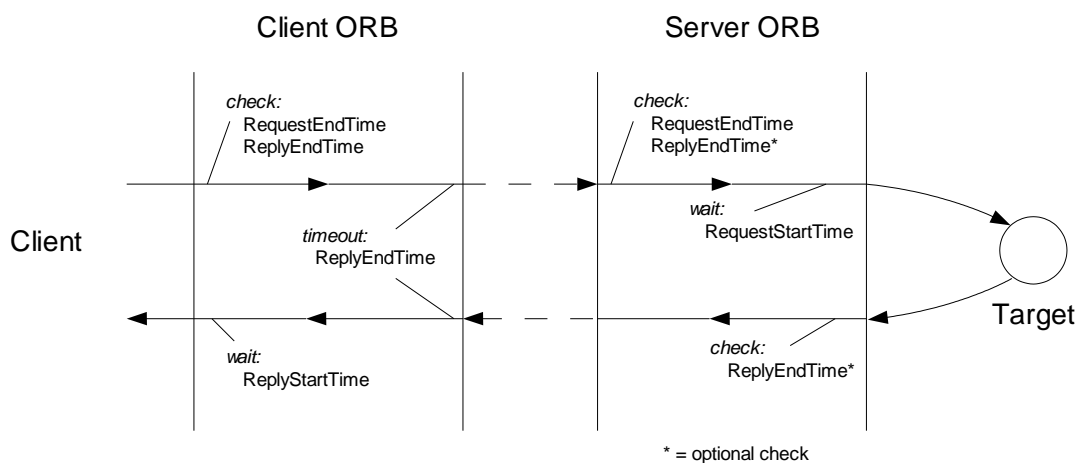 Client ORB
Server ORB
check:
RequestEndTime
ReplyEndTime
check:
RequestEndTime
ReplyEndTime*
wait:
RequestStartTime
Client
timeout:
ReplyEndTime
Target
wait:
ReplyStartTime
check:
ReplyEndTime*
* = optional check